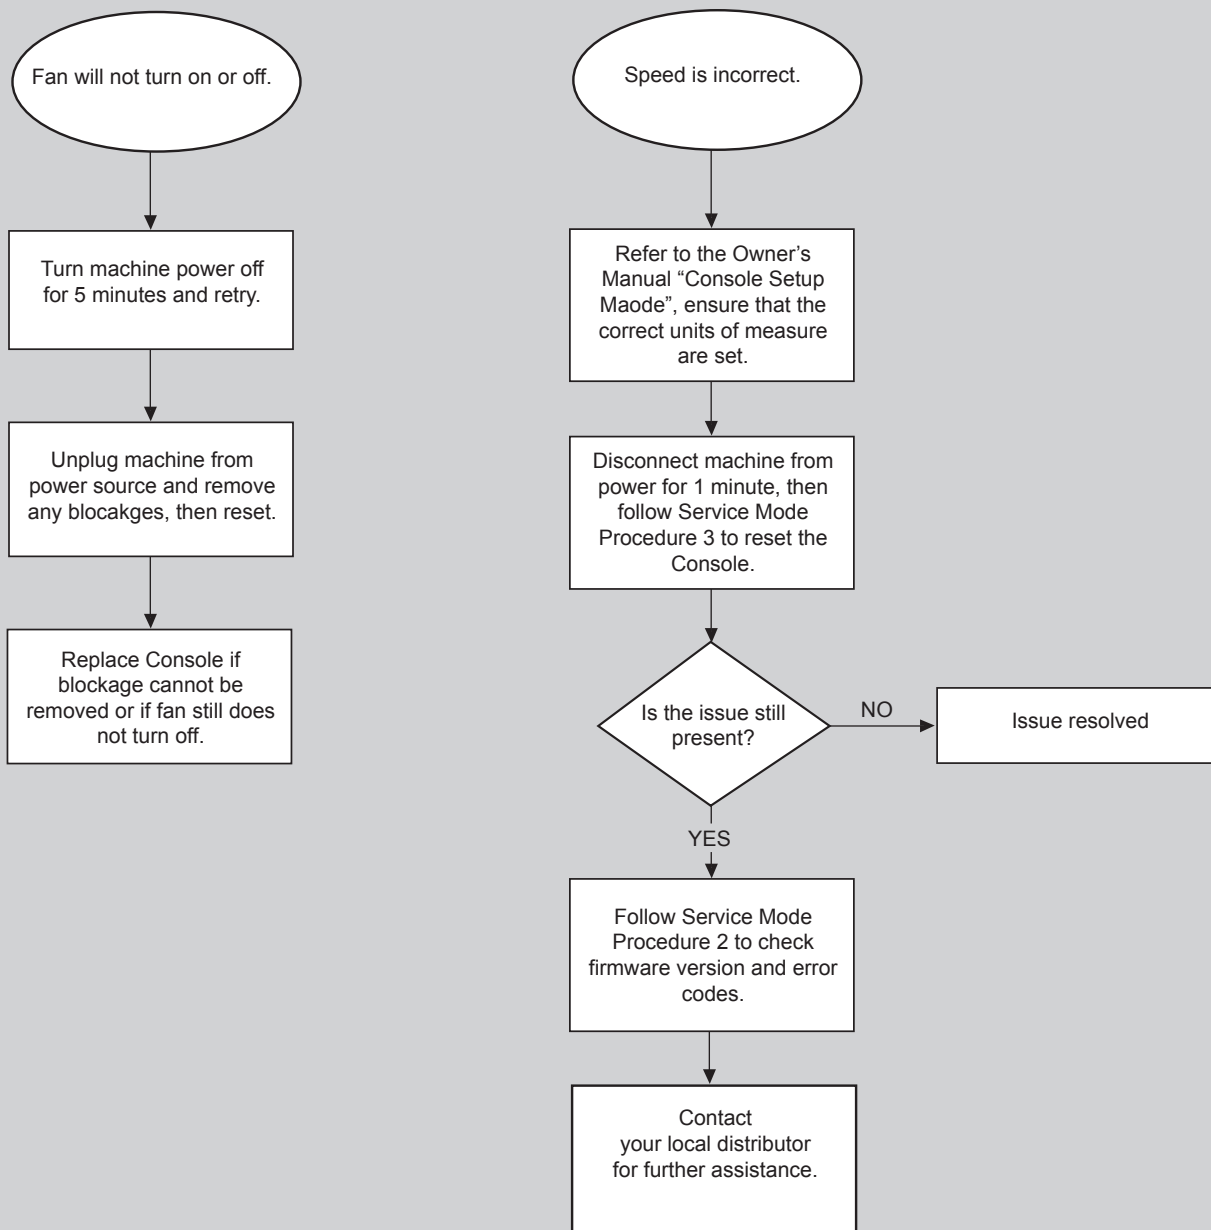 Fan will not turn on or off.
Turn machine power off
for 5 minutes and retry.
Unplug machine from
power source and remove
any blocakges, then reset.
Replace Console if
blockage cannot be
removed or if fan still does
not turn off.
Speed is incorrect.
Refer to the Owner’s
Manual “Console Setup
Maode”, ensure that the
correct units of measure
are set.
Disconnect machine from
power for 1 minute, then
follow Service Mode
Procedure 3 to reset the
Console.
Is the issue still
present?
NO
Issue resolved
YES
Follow Service Mode
Procedure 2 to check
firmware version and error
codes.
Contact
your local distributor
for further assistance.